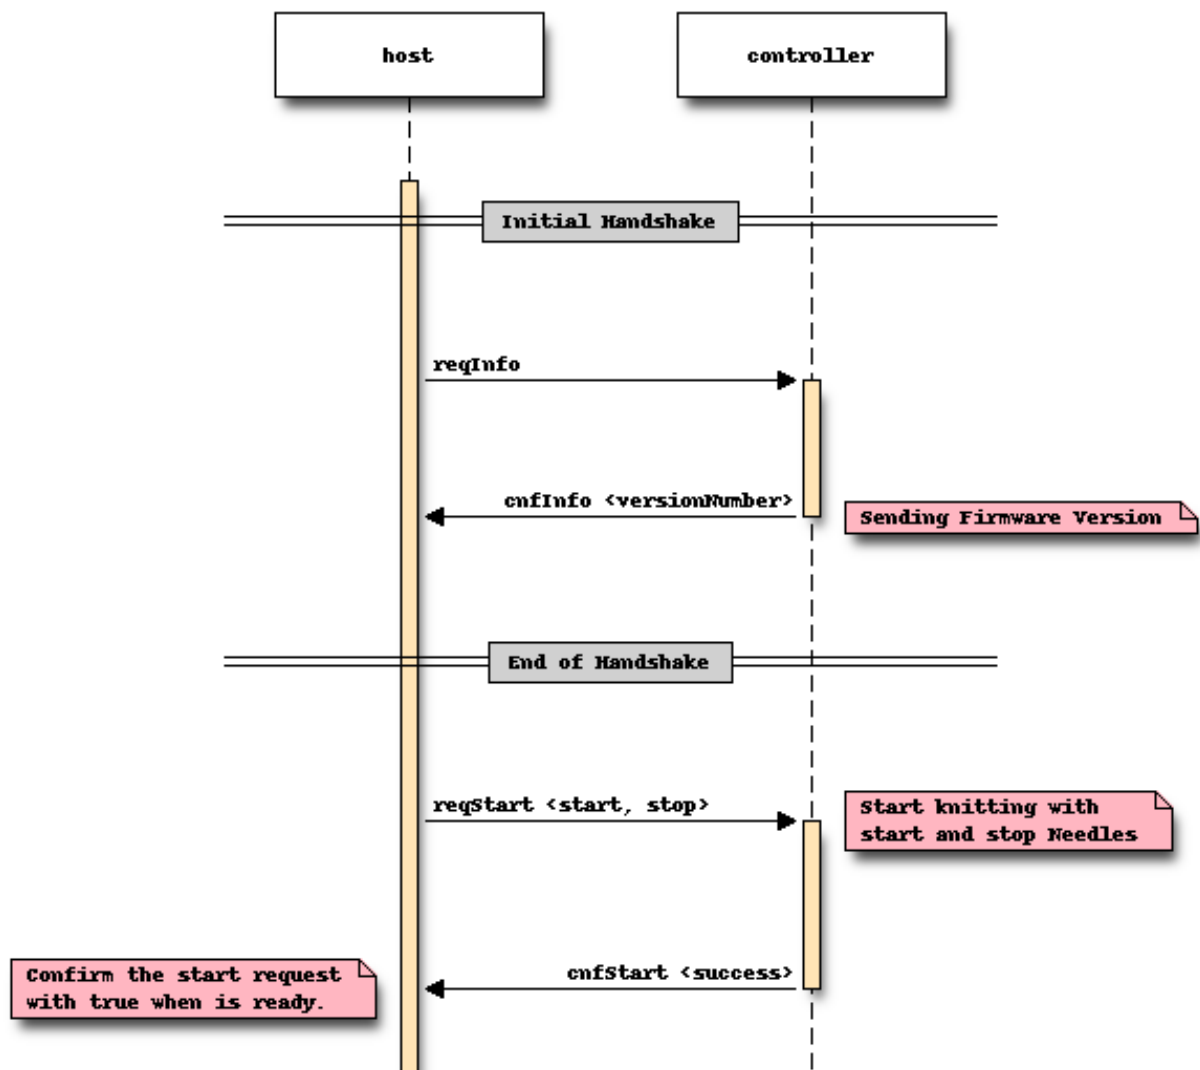 host
controller
Initial Handshake
reqInfo
cnfInfo <versionNumber>
Sending Firmware Version
End of Handshake
reqStart <start, stop>
Start knitting with
start and stop Needles
cnfStart <success>
Confirm the start request
with true when is ready.